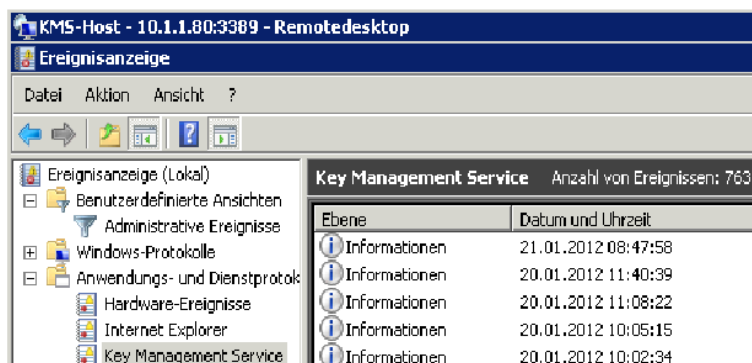 KMS-Host - 10.1.1.80:3389 - Remotedesktop
Ereignisanzeige
Datei Aktion Ansicht ?
Ereignisanzeige (Lokal)
Benutzerdefinierte Ansichten
Administrative Ereignisse
Windows-Protokolle
Anwendungs- und Dienstprotok
Hardware-Ereignisse
Internet Explorer
Key Management Service
Key Management Service Anzahl von Ereignissen: 763
Ebene Datum und Uhrzeit
Informationen 21.01.2012 08:47:58
Informationen 20.01.2012 11:40:39
Informationen 20.01.2012 11:08:22
Informationen 20.01.2012 10:05:15
Informationen 20.01.2012 10:02:34